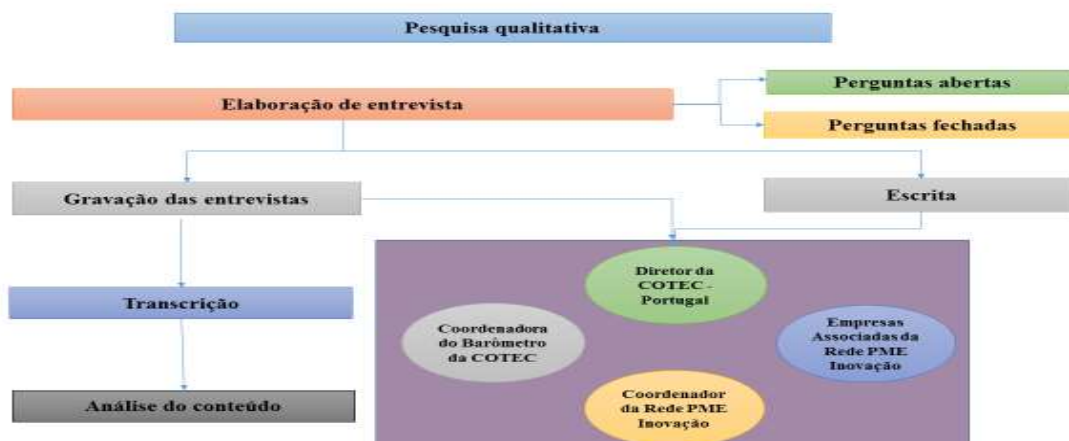 Pesquisa qualitativa
Perguntas abertas
Elaboração de entrevista
Perguntas fechadas
Gravação das entrevistas
Escrita
Diretor da
COTEC -
Portugal
Transcrição
Coordenadora
do Barômetro
da COTEC
Empresas
Associadas da
Rede PME
Inovação
Coordenador
da Rede PME
Inovação
Análise do conteúdo